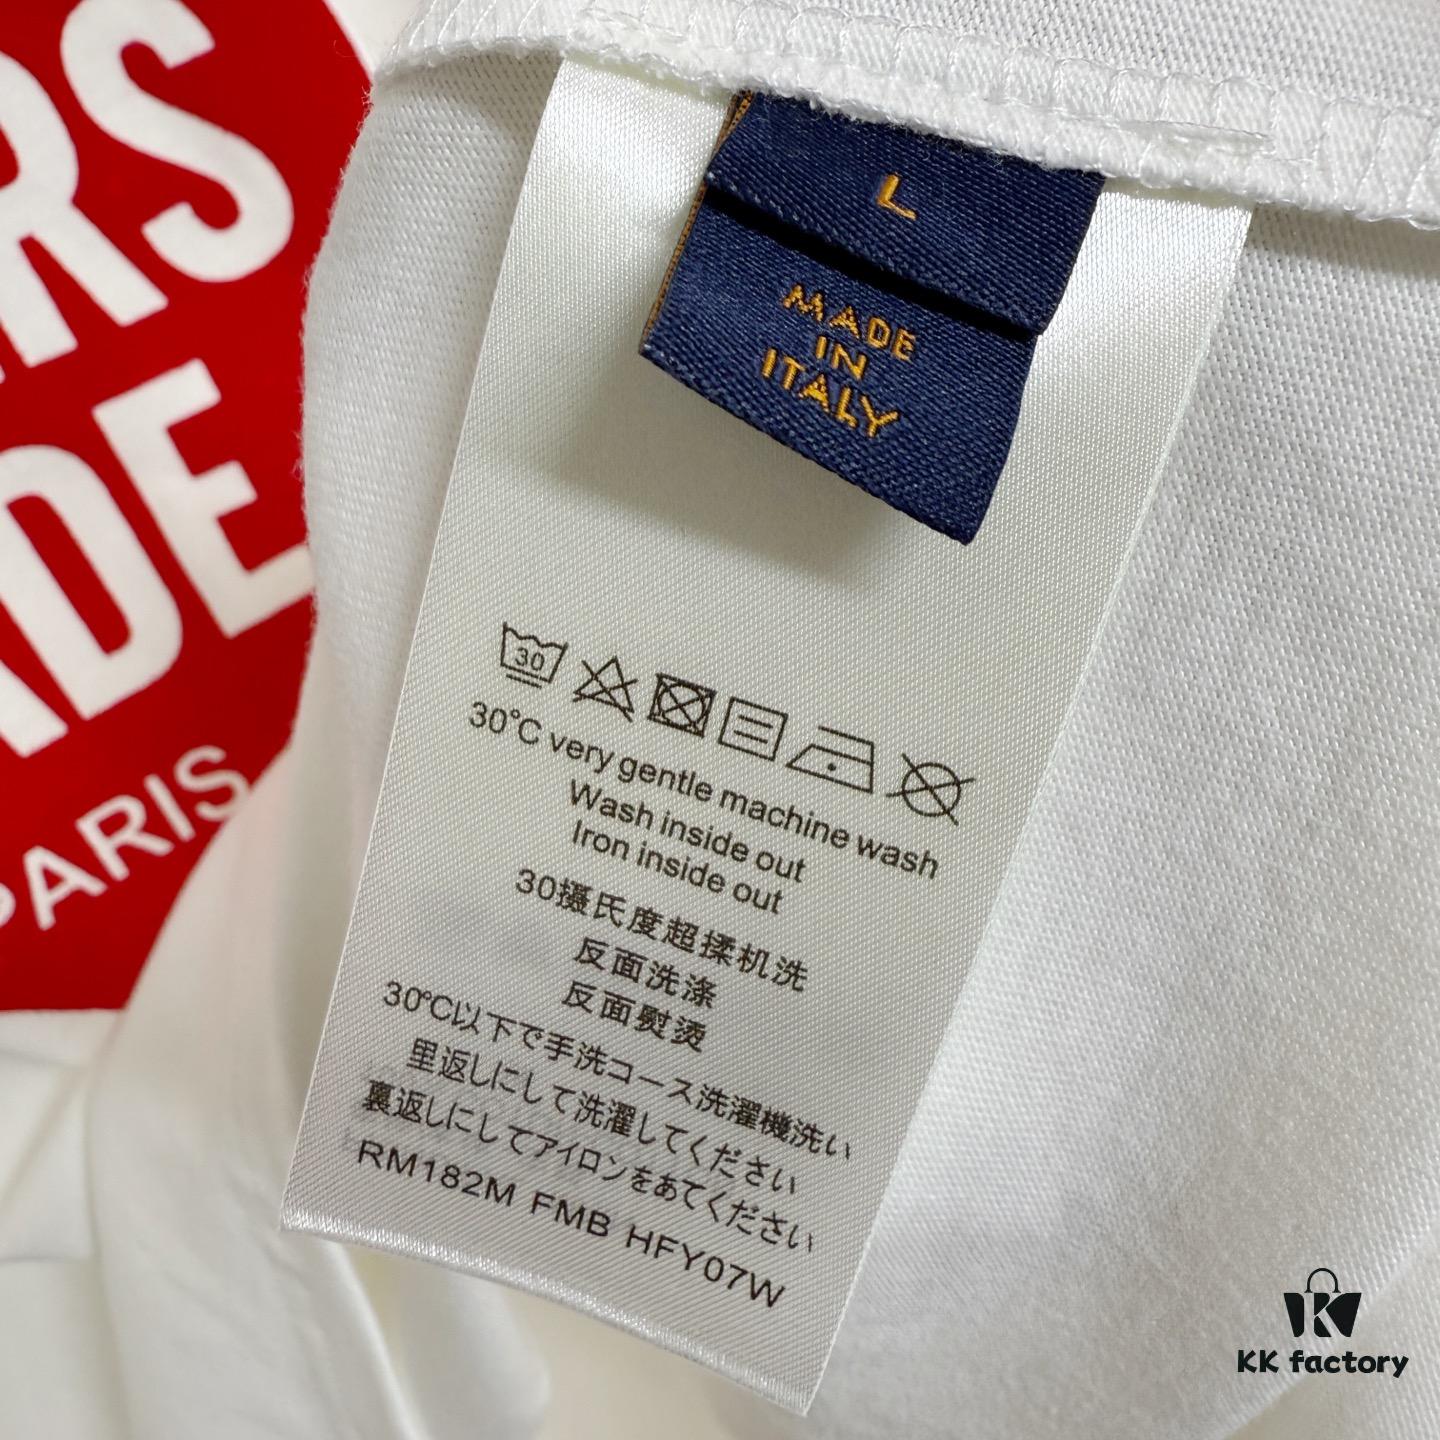 RS
ADE
PARIS
L
MADE
IN
ITALY
30
30°C very gentle machine wash
Wash inside out
Iron inside out
30摄氏度超揉机洗
反面洗涤
反面熨烫
30℃以下で手洗コース洗濯機洗い
里返しにして洗濯してください
裏返しにしてアイロンをあてください
RM182M FMB HFY07W
KK factory